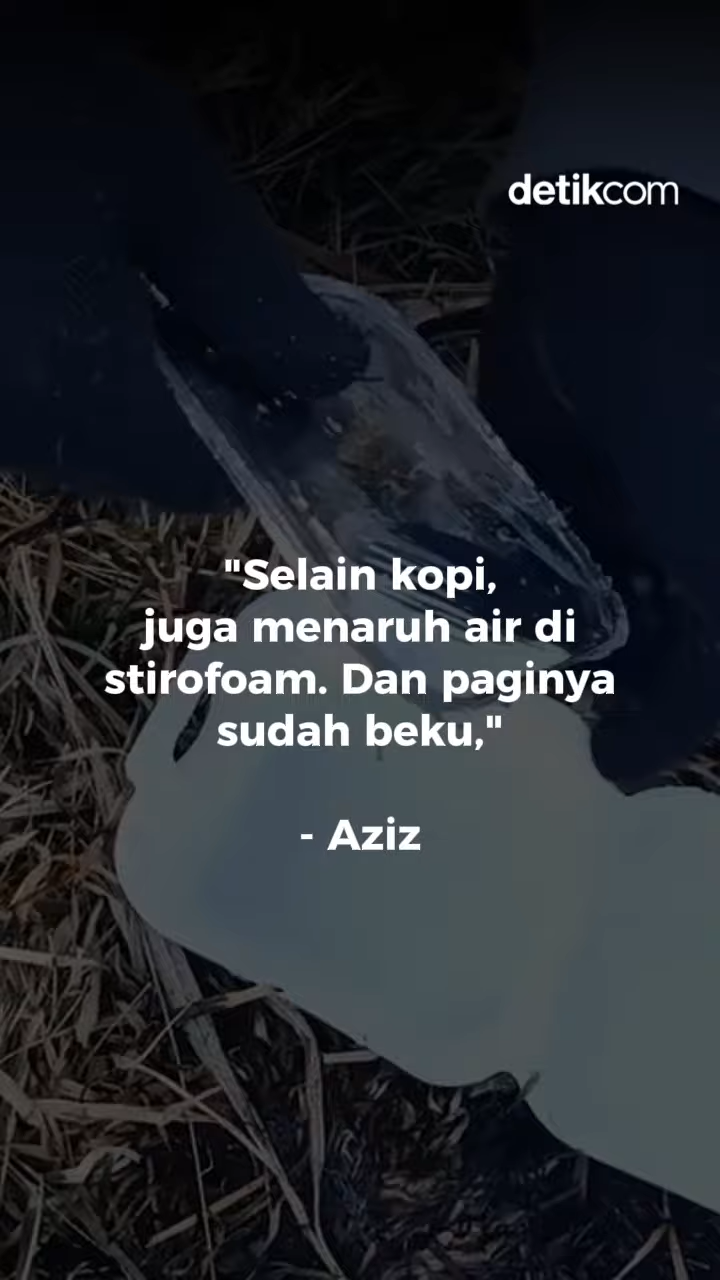 detikcom
"Selain kopi,
juga menaruh air di
stirofoam. Dan paginya
sudah beku,"
- Aziz